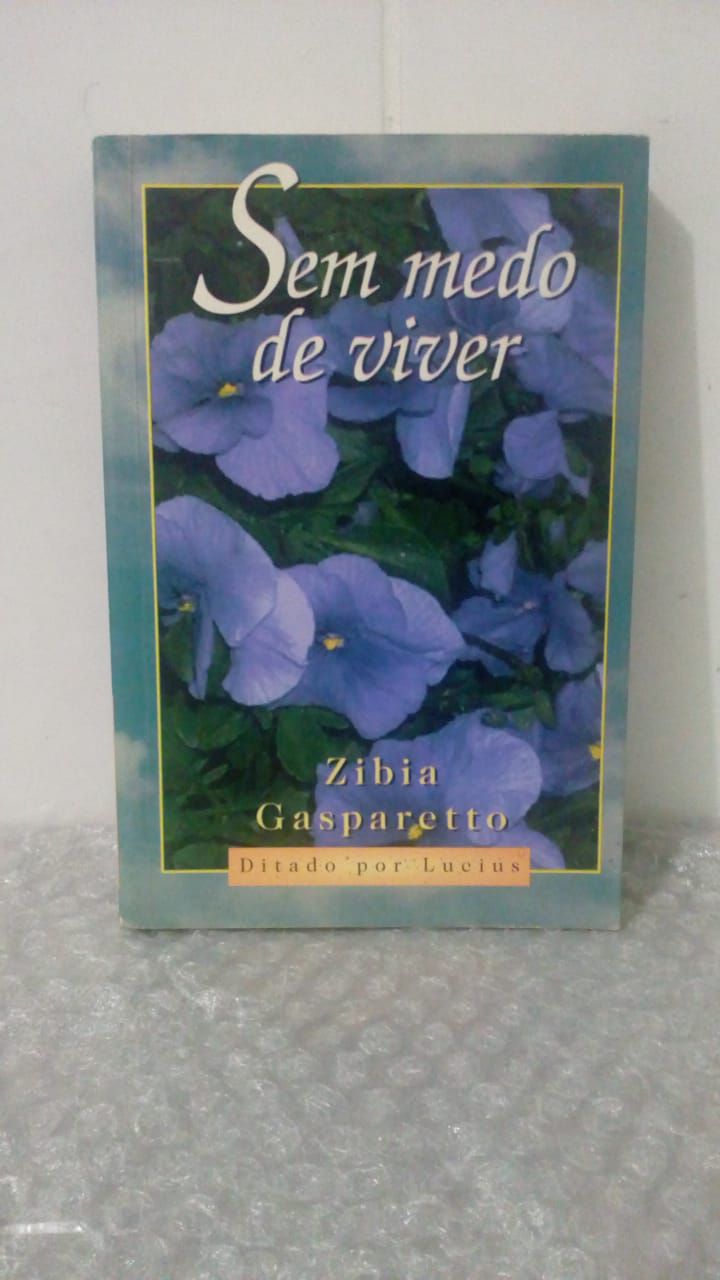 Sem medo
de viver
Zibia
Gasparetto
Ditado por Lucius